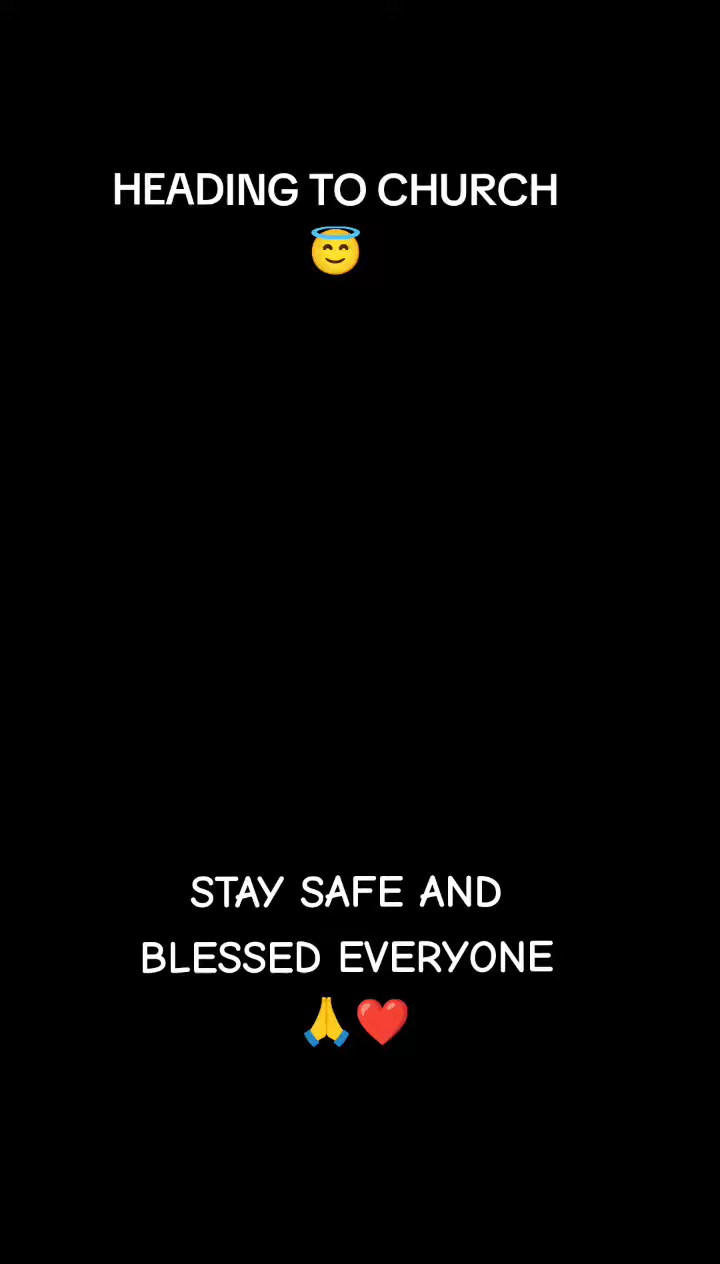 HEADING TO CHURCH
😇
STAY SAFE AND
BLESSED EVERYONE
🙏❤️